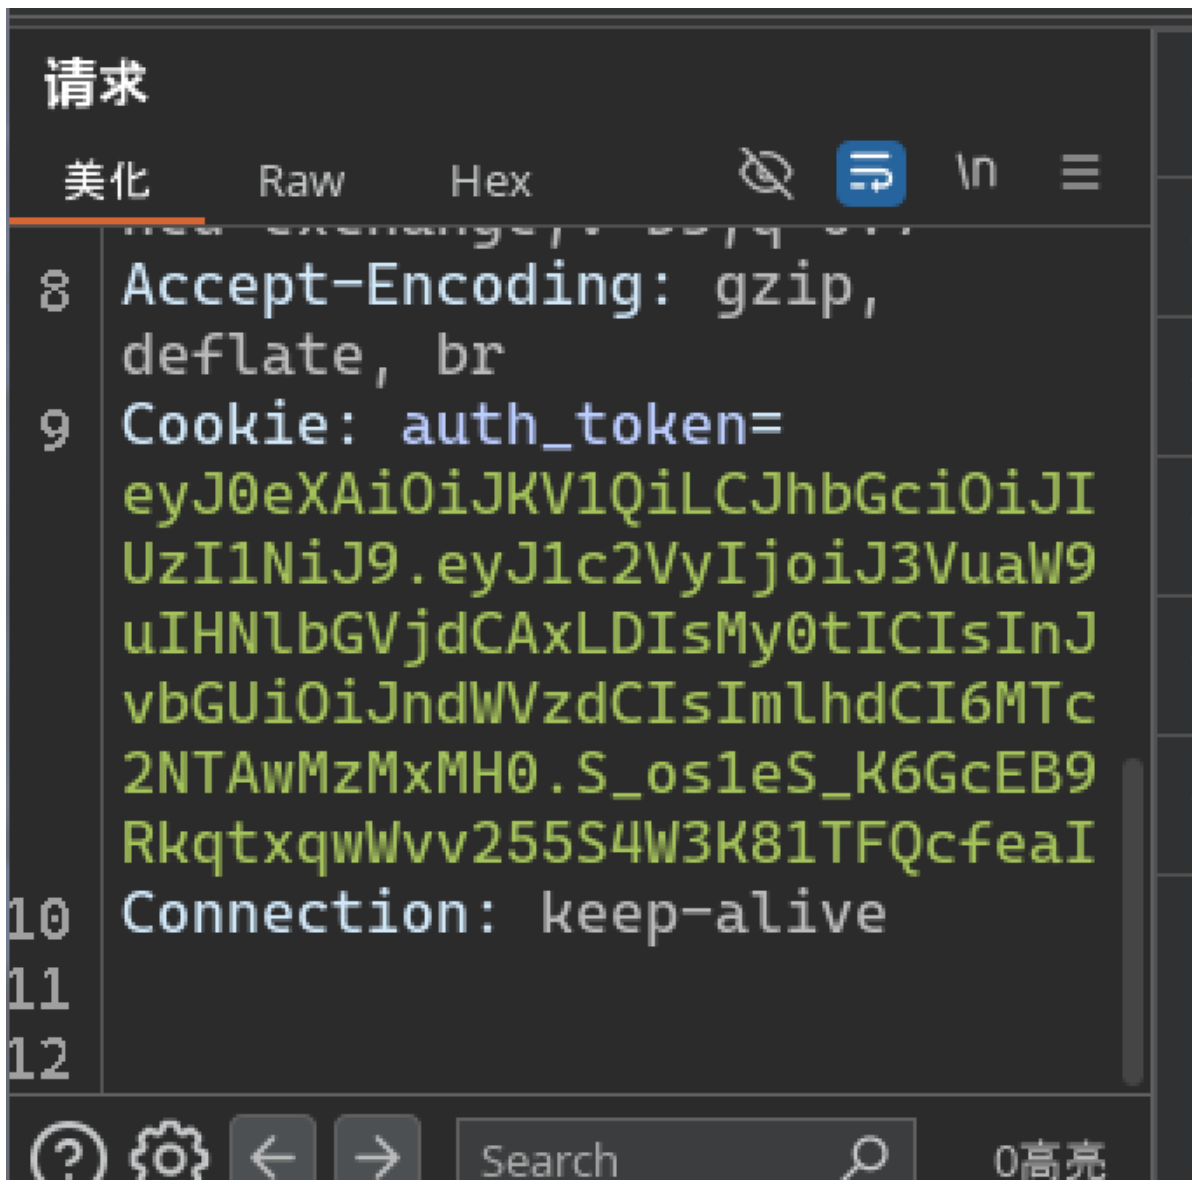 请求
美化 Raw Hex \n
8 Accept-Encoding: gzip,
deflate, br
9 Cookie: auth_token=
eyJ0eXAiOiJKV1QiLCJhbGciOiJI
UzI1NiJ9.eyJ1c2VyIjoiJ3VuaW9
uIHNlbGVjdCAxLDIsMy0tICIsInJ
vbGUiOiJndWVzdCIsImlhdCI6MTc
2NTAwMzMxMH0.S_os1eS_K6GcEB9
RkqtxqwWvv255S4W3K81TFQcfeaI
10 Connection: keep-alive
11
12
Search 0高亮